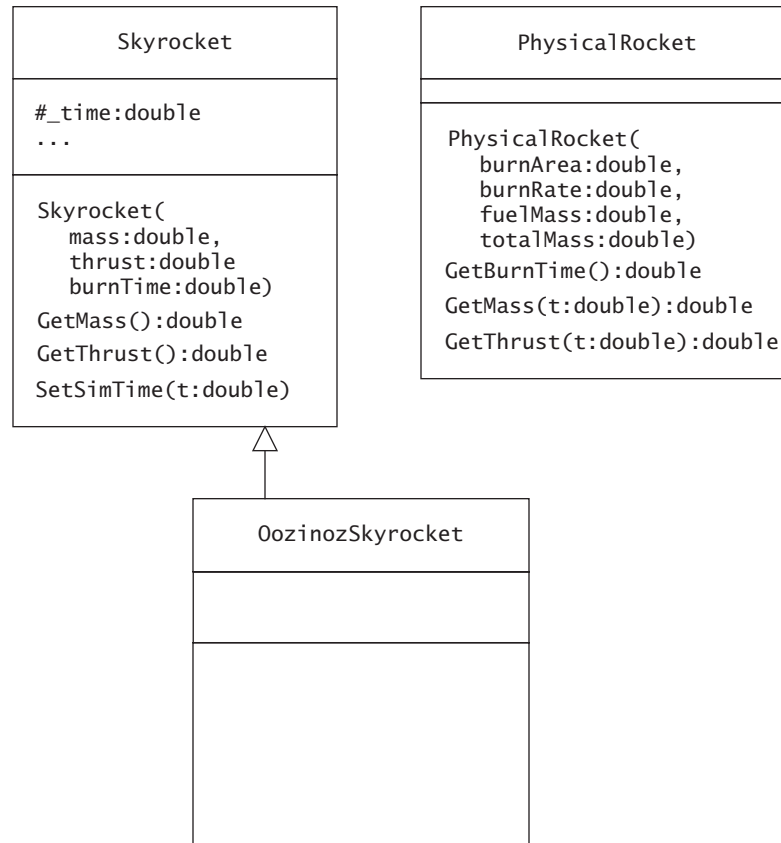 Skyrocket
#_time:double
...
Skyrocket(
mass:double,
thrust:double
burnTime:double)
GetMass():double
GetThrust():double
SetSimTime(t:double)
PhysicalRocket
PhysicalRocket(
burnArea:double,
burnRate:double,
fuelMass:double,
totalMass:double)
GetBurnTime():double
GetMass(t:double):double
GetThrust(t:double):double
OozinozSkyrocket